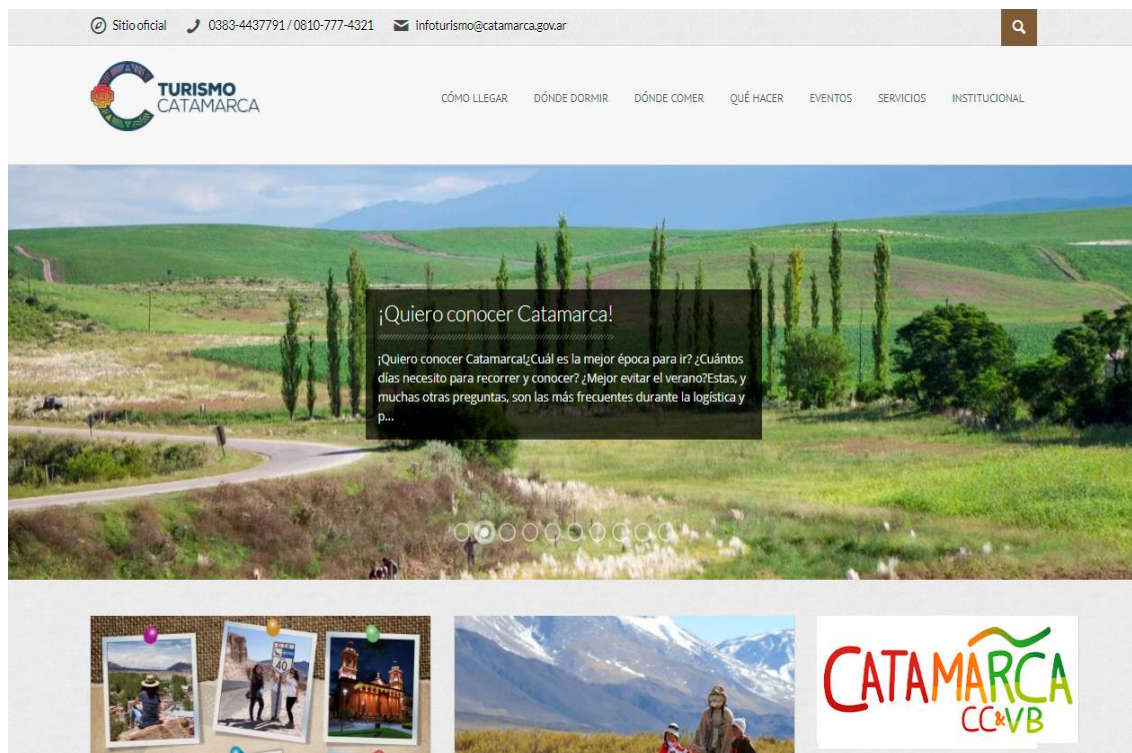 Sitio oficial 0383-4437791 / 0810-777-4321 infoturismo@catamarca.gov.ar
TURISMO
CATAMARCA
CÓMO LLEGAR DÓNDE DORMIR DÓNDE COMER QUÉ HACER EVENTOS SERVICIOS INSTITUCIONAL
¡Quiero conocer Catamarca!
¡Quiero conocer Catamarca!¿Cuál es la mejor época para ir? ¿Cuántos
días necesito para recorrer y conocer? ¿Mejor evitar el verano?Estas, y
muchas otras preguntas, son las más frecuentes durante la logística y
p...
40
CATAMARCA
CC&VB